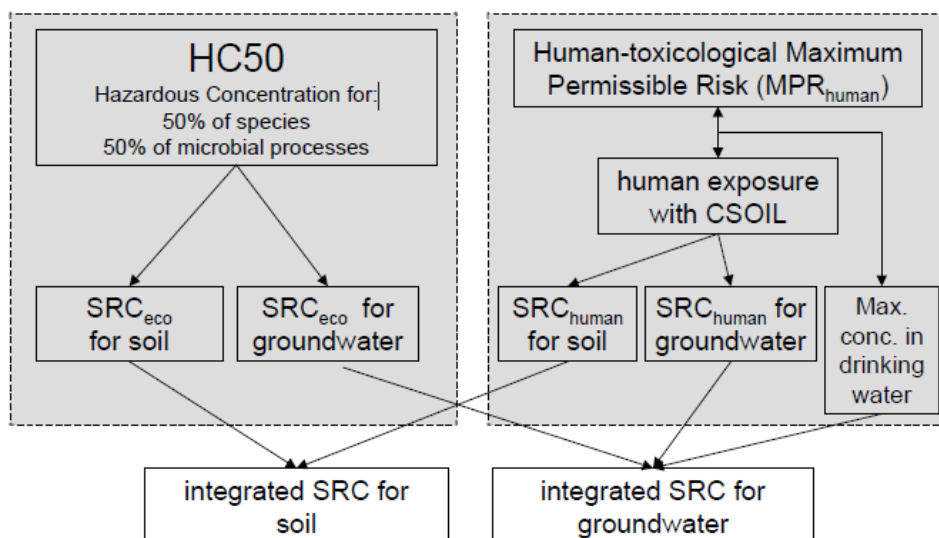 HC50
Hazardous Concentration for:
50% of species
50% of microbial processes
SRCeco
for soil
SRCeco for
groundwater
Human-toxicological Maximum
Permissible Risk (MPRhuman)
human exposure
with CSOIL
SRChuman
for soil
SRChuman for
groundwater
Max.
conc. in
drinking
water
integrated SRC for
soil
integrated SRC for
groundwater